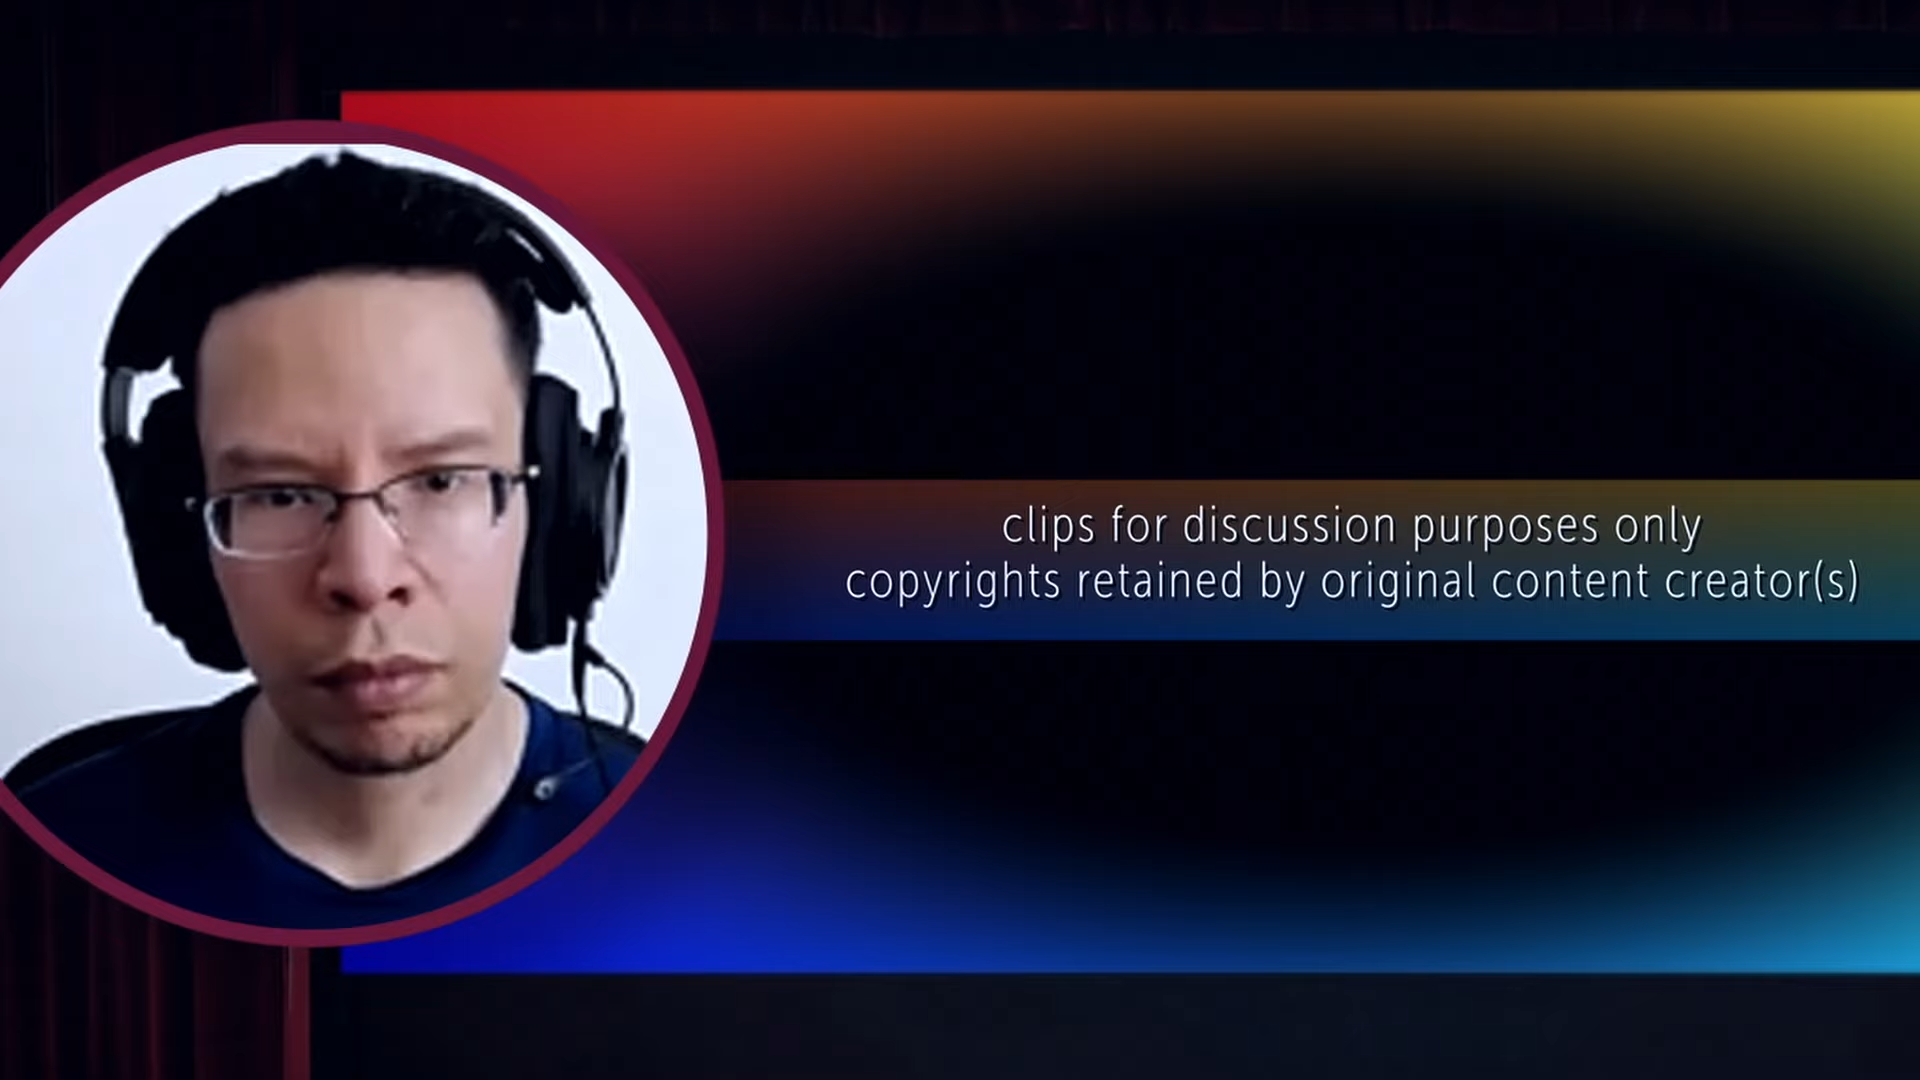 clips for discussion purposes only
copyrights retained by original content creator(s)